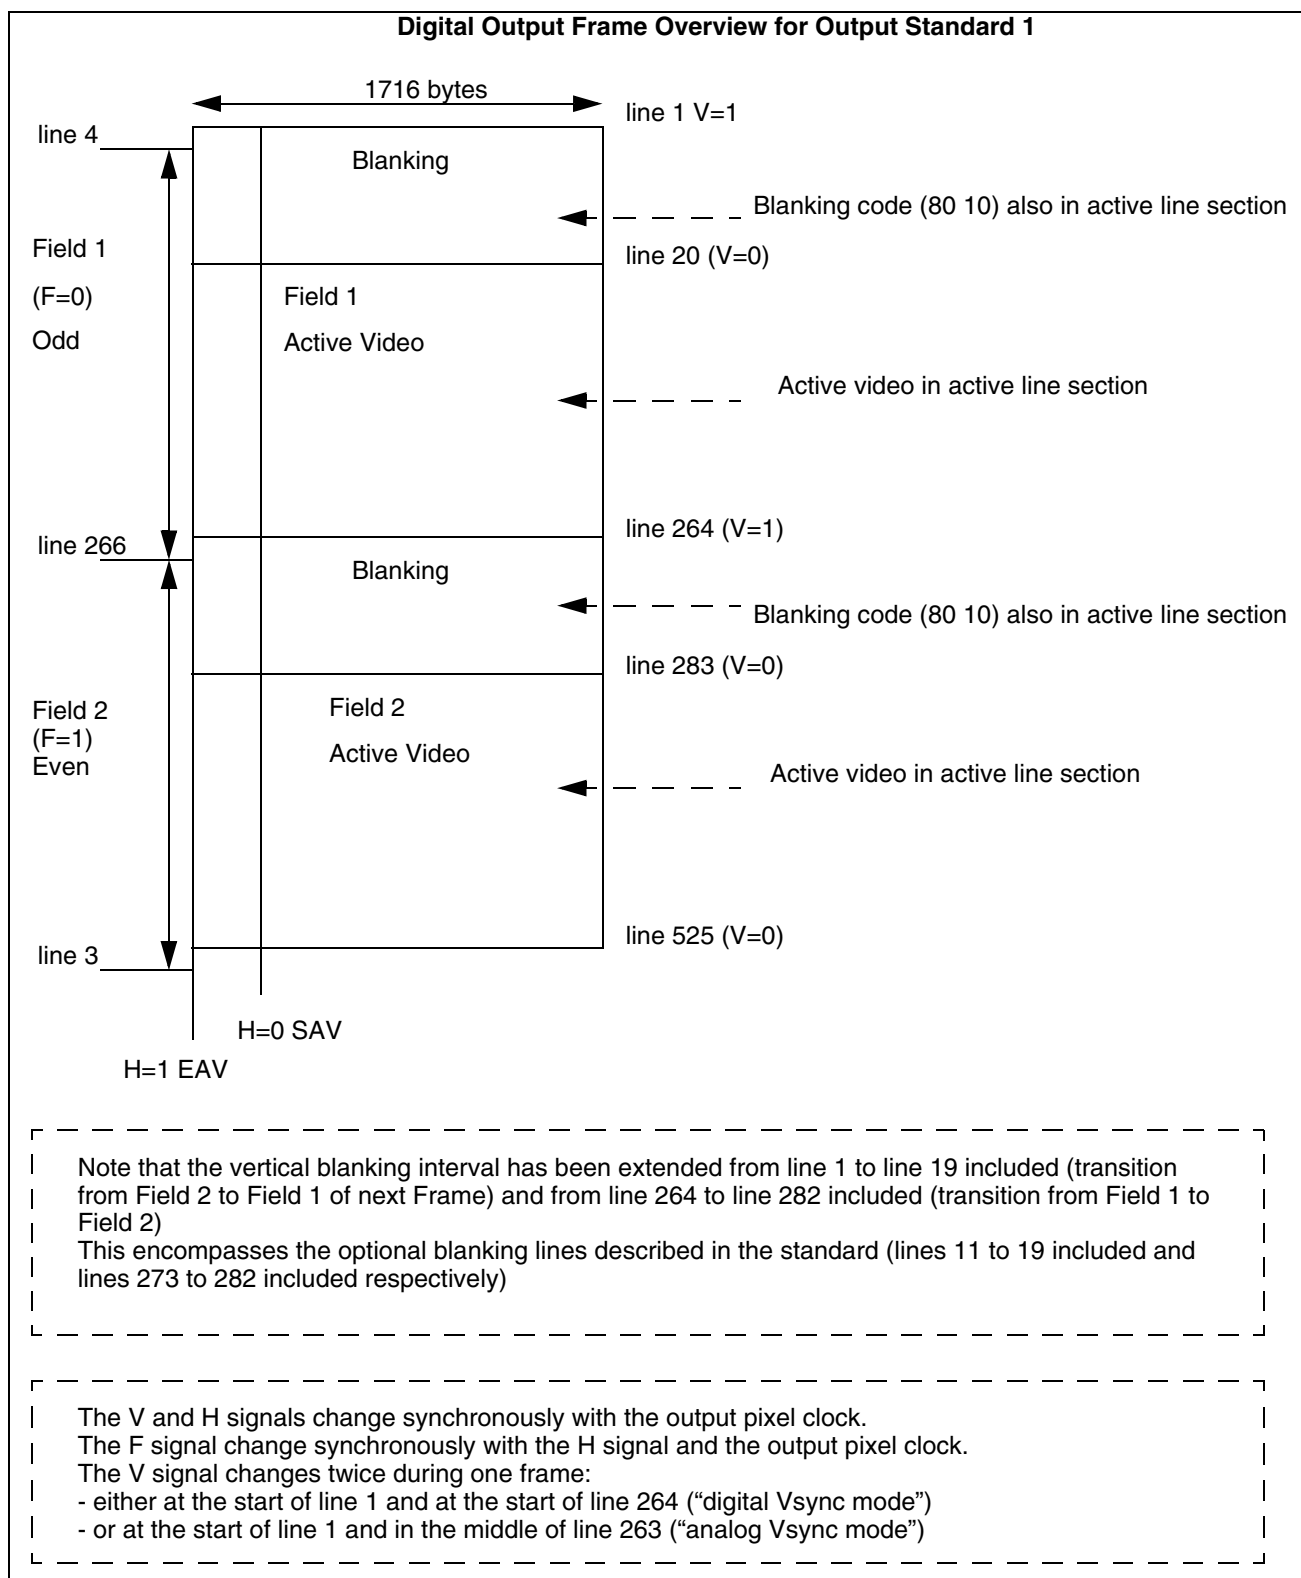 Digital Output Frame Overview for Output Standard 1
1716 bytes
line 1 V=1
line 4
Blanking
Blanking code (80 10) also in active line section
Field 1
(F=0)
Odd
line 20 (V=0)
Field 1
Active Video
Active video in active line section
line 264 (V=1)
line 266
Blanking
Blanking code (80 10) also in active line section
line 283 (V=0)
Field 2
(F=1)
Even
Field 2
Active Video
Active video in active line section
line 525 (V=0)
line 3
H=0 SAV
H=1 EAV
Note that the vertical blanking interval has been extended from line 1 to line 19 included (transition
from Field 2 to Field 1 of next Frame) and from line 264 to line 282 included (transition from Field 1 to
Field 2)
This encompasses the optional blanking lines described in the standard (lines 11 to 19 included and
lines 273 to 282 included respectively)
The V and H signals change synchronously with the output pixel clock.
The F signal change synchronously with the H signal and the output pixel clock.
The V signal changes twice during one frame:
- either at the start of line 1 and at the start of line 264 (“digital Vsync mode”)
- or at the start of line 1 and in the middle of line 263 (“analog Vsync mode”)